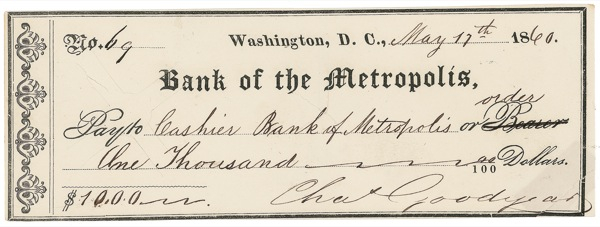 No. 69 Washington, D. C., May 17th 1860.
Bank of the Metropolis,
order
Pay to Cashier Bank of Metropolis or Bearer
One Thousand 00/100 Dollars.
$1000 Chas Goodyear